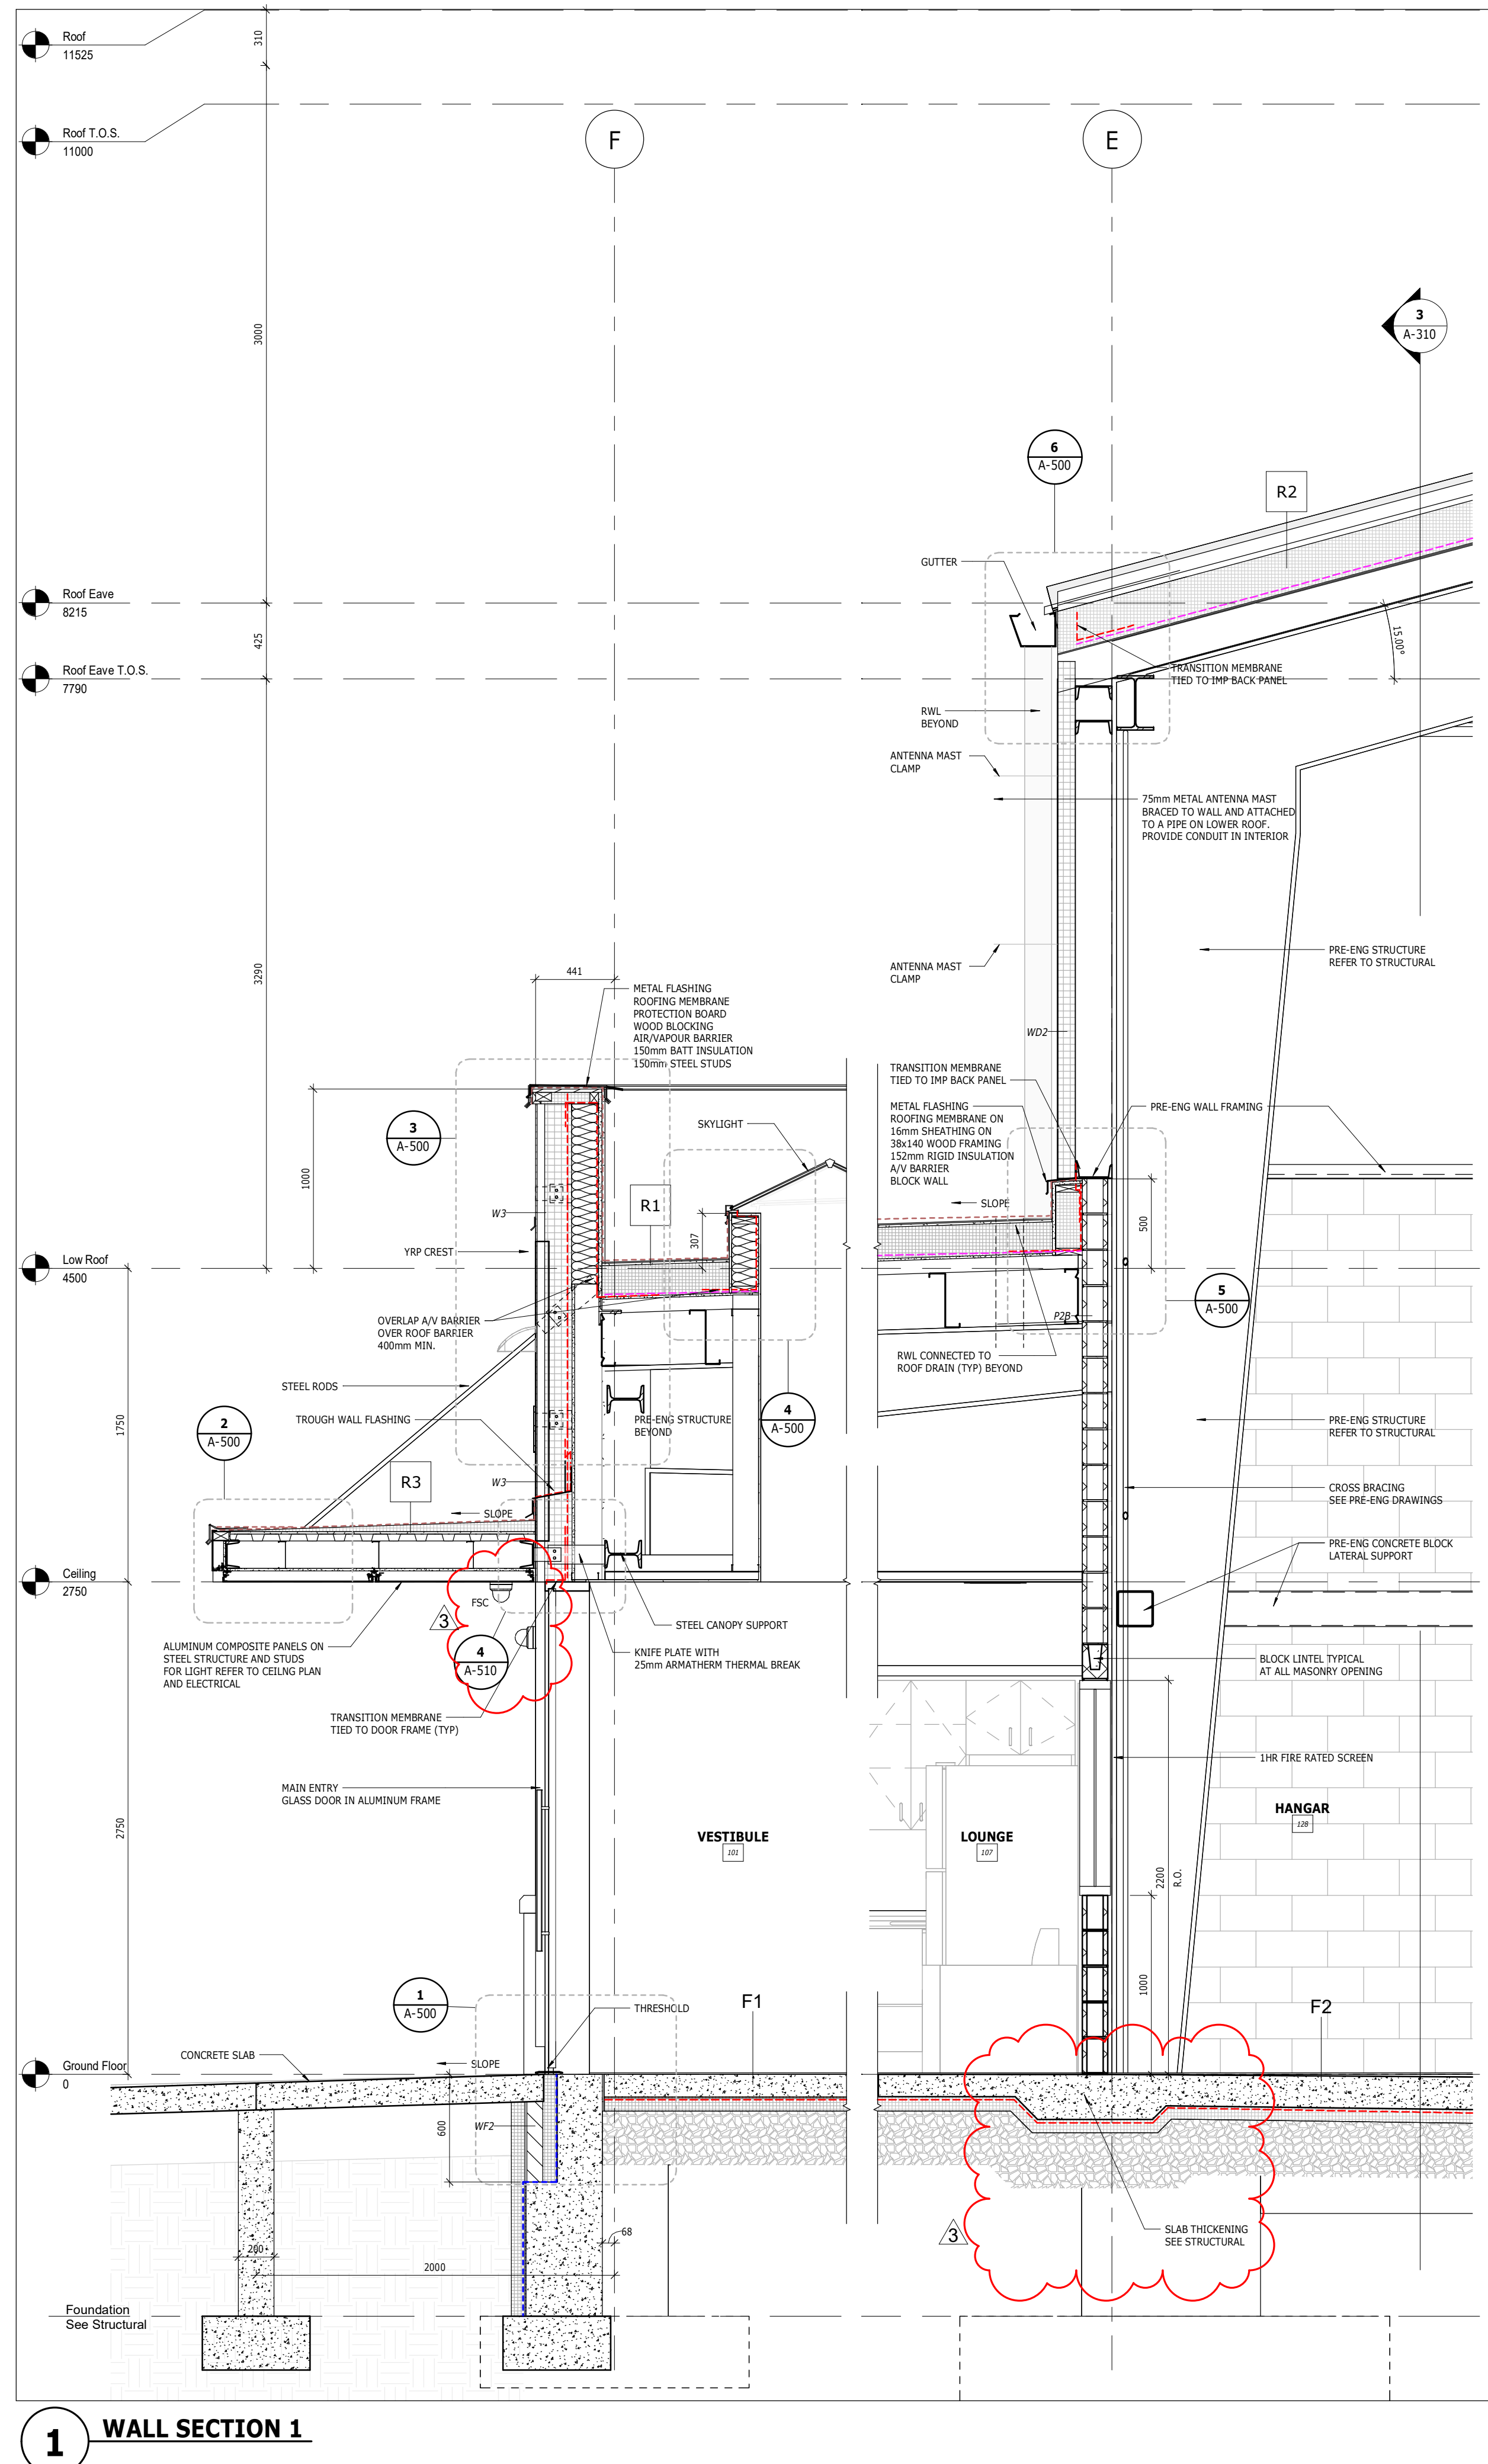 Roof
11525
310
Roof T.O.S.
11000
F
E
3000
3
A-310
6
A-500
R2
GUTTER
Roof Eave
8215
425
15.00°
Roof Eave T.O.S.
7790
TRANSITION MEMBRANE
TIED TO IMP BACK PANEL
RWL
BEYOND
ANTENNA MAST
CLAMP
75mm METAL ANTENNA MAST
BRACED TO WALL AND ATTACHED
TO A PIPE ON LOWER ROOF.
PROVIDE CONDUIT IN INTERIOR
3290
441
PRE-ENG STRUCTURE
REFER TO STRUCTURAL
ANTENNA MAST
CLAMP
METAL FLASHING
ROOFING MEMBRANE
PROTECTION BOARD
WOOD BLOCKING
AIR/VAPOUR BARRIER
150mm BATT INSULATION
150mm STEEL STUDS
WD2
TRANSITION MEMBRANE
TIED TO IMP BACK PANEL
METAL FLASHING
ROOFING MEMBRANE ON
16mm SHEATHING ON
38x140 WOOD FRAMING
152mm RIGID INSULATION
A/V BARRIER
BLOCK WALL
PRE-ENG WALL FRAMING
3
A-500
SKYLIGHT
1000
R1
W3
SLOPE
500
307
YRP CREST
Low Roof
4500
5
A-500
OVERLAP A/V BARRIER
OVER ROOF BARRIER
400mm MIN.
P2B
RWL CONNECTED TO
ROOF DRAIN (TYP) BEYOND
STEEL RODS
1750
2
A-500
TROUGH WALL FLASHING
PRE-ENG STRUCTURE
BEYOND
4
A-500
PRE-ENG STRUCTURE
REFER TO STRUCTURAL
R3
W3
CROSS BRACING
SEE PRE-ENG DRAWINGS
SLOPE
PRE-ENG CONCRETE BLOCK
LATERAL SUPPORT
Ceiling
2750
FSC
3
STEEL CANOPY SUPPORT
4
A-510
ALUMINUM COMPOSITE PANELS ON
STEEL STRUCTURE AND STUDS
FOR LIGHT REFER TO CEILNG PLAN
AND ELECTRICAL
KNIFE PLATE WITH
25mm ARMATHERM THERMAL BREAK
BLOCK LINTEL TYPICAL
AT ALL MASONRY OPENING
TRANSITION MEMBRANE
TIED TO DOOR FRAME (TYP)
1HR FIRE RATED SCREEN
MAIN ENTRY
GLASS DOOR IN ALUMINUM FRAME
2750
VESTIBULE
101
LOUNGE
107
HANGAR
128
2200
R.O.
1000
1
A-500
THRESHOLD
F1
F2
CONCRETE SLAB
SLOPE
Ground Floor
0
600
WF2
68
3
SLAB THICKENING
SEE STRUCTURAL
200
2000
Foundation
See Structural
1
WALL SECTION 1